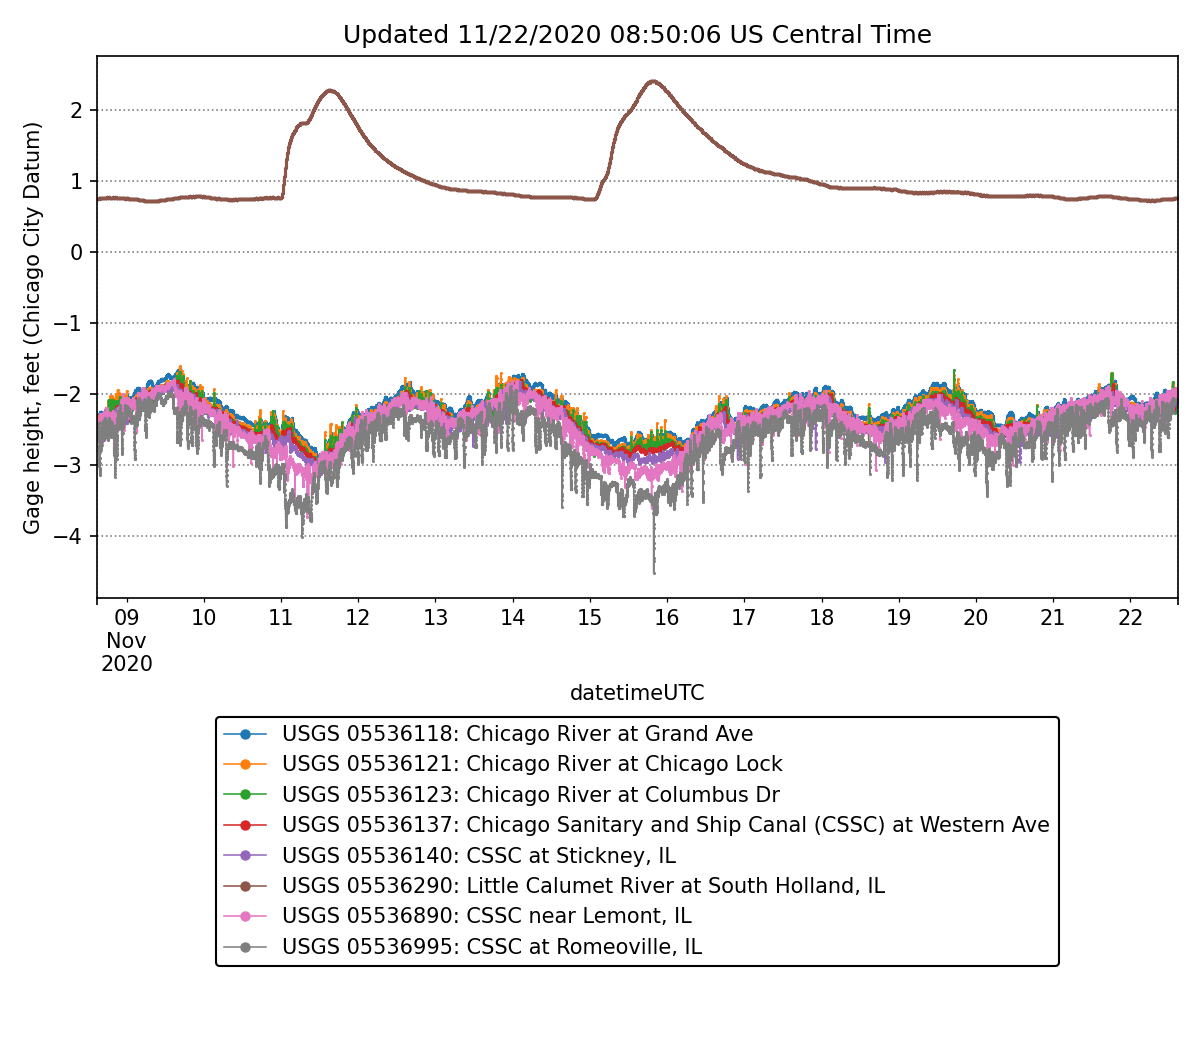 Updated 11/22/2020 08:50:06 US Central Time
Gage height, feet (Chicago City Datum)
2
1
0
−1
−2
−3
−4
09 10 11 12 13 14 15 16 17 18 19 20 21 22
Nov
2020
datetimeUTC
USGS 05536118: Chicago River at Grand Ave
USGS 05536121: Chicago River at Chicago Lock
USGS 05536123: Chicago River at Columbus Dr
USGS 05536137: Chicago Sanitary and Ship Canal (CSSC) at Western Ave
USGS 05536140: CSSC at Stickney, IL
USGS 05536290: Little Calumet River at South Holland, IL
USGS 05536890: CSSC near Lemont, IL
USGS 05536995: CSSC at Romeoville, IL